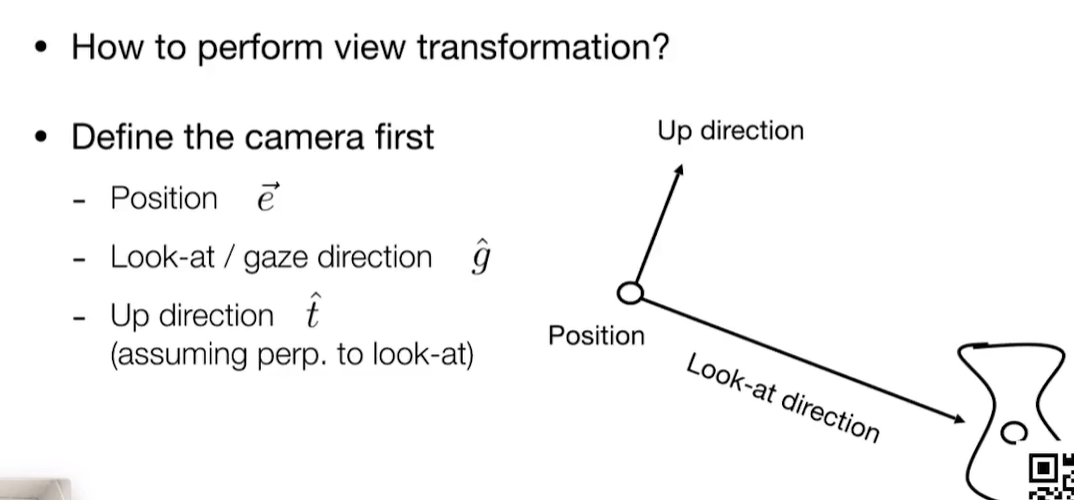 • How to perform view transformation?
• Define the camera first
- Position $\vec{e}$
- Look-at / gaze direction $\hat{g}$
- Up direction $\hat{t}$
(assuming perp. to look-at)
Up direction
Position
Look-at direction